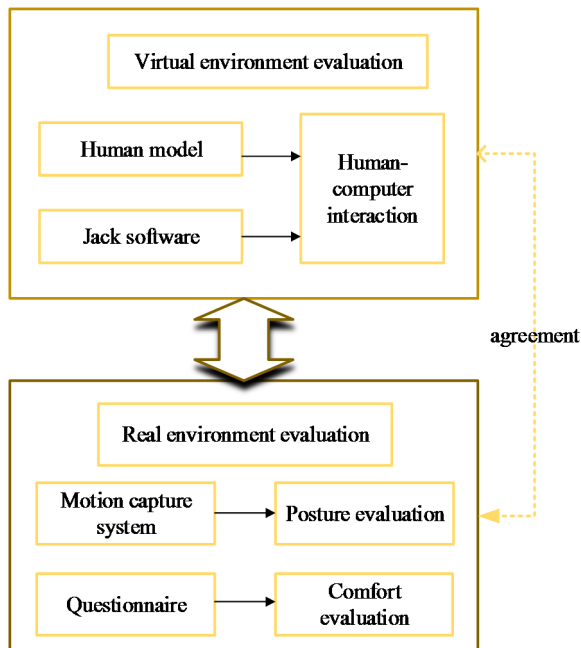 Virtual environment evaluation
Human model
Human-
computer
interaction
Jack software
agreement
Real environment evaluation
Motion capture
system
Posture evaluation
Questionnaire
Comfort
evaluation